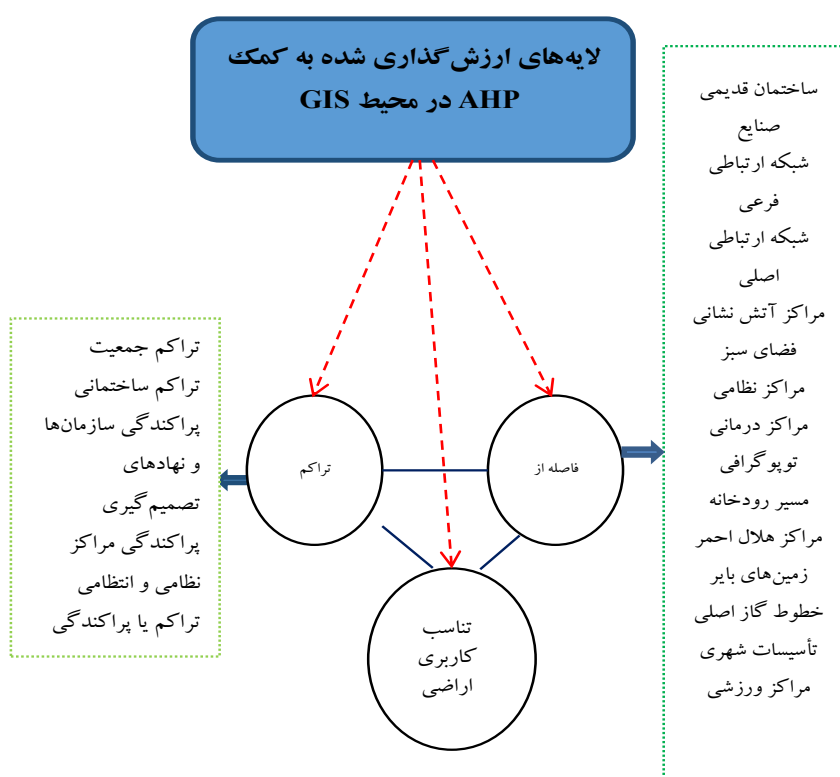 لایه‌های ارزش‌گذاری شده به کمک
AHP در محیط GIS
ساختمان قدیمی
صنایع
شبکه ارتباطی
فرعی
شبکه ارتباطی
اصلی
مراکز آتش نشانی
فضای سبز
مراکز نظامی
مراکز درمانی
توپوگرافی
مسیر رودخانه
مراکز هلال احمر
زمین‌های بایر
خطوط گاز اصلی
تأسیسات شهری
مراکز ورزشی
فاصله از
تراکم
تناسب
کاربری
اراضی
تراکم جمعیت
تراکم ساختمانی
پراکندگی سازمان‌ها
و نهادهای
تصمیم‌گیری
پراکندگی مراکز
نظامی و انتظامی
تراکم یا پراکندگی